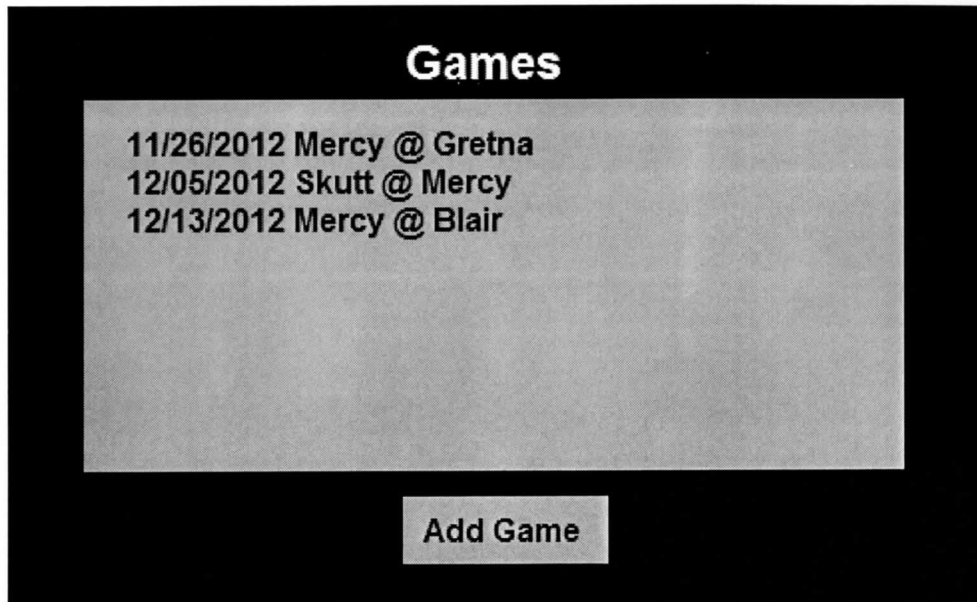 Games
11/26/2012 Mercy @ Gretna
12/05/2012 Skutt @ Mercy
12/13/2012 Mercy @ Blair
Add Game